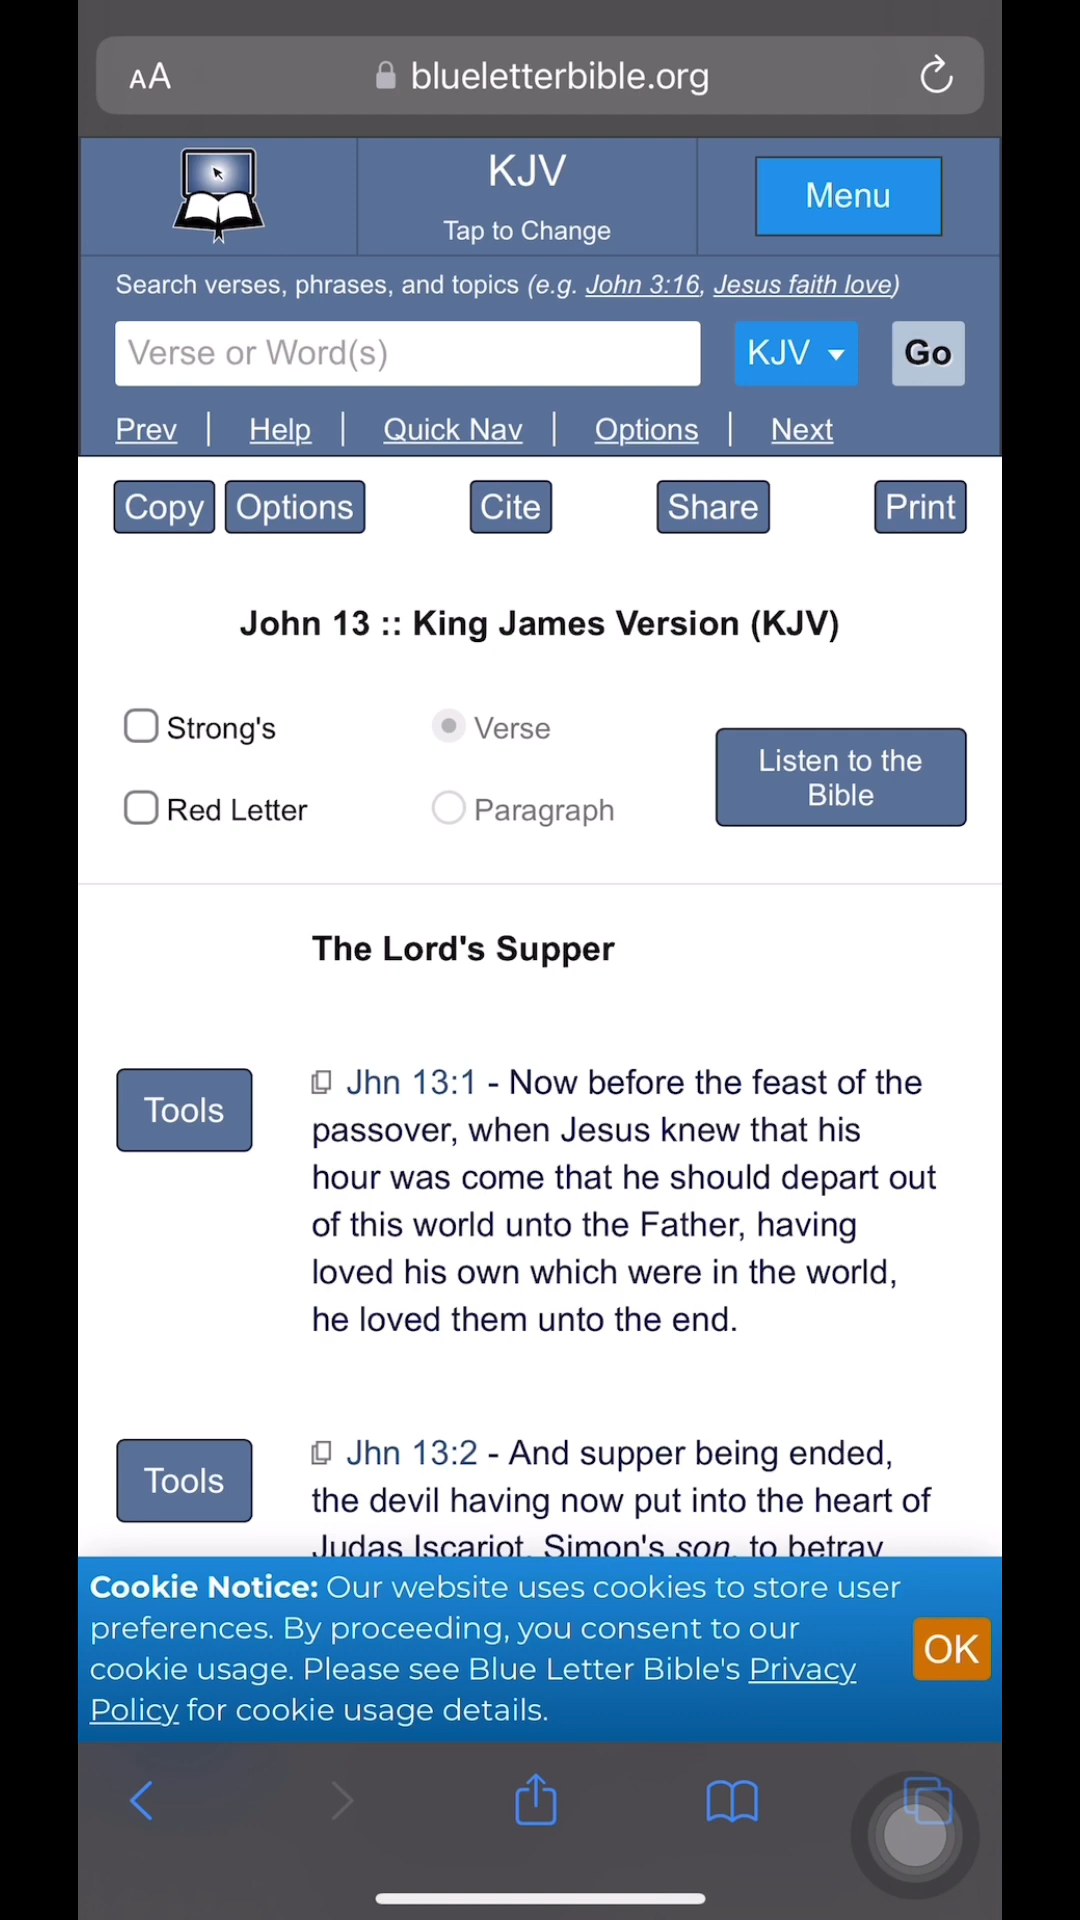 AA blueletterbible.org
KJV
Tap to Change
Menu
Search verses, phrases, and topics (e.g. John 3:16, Jesus faith love)
Verse or Word(s) KJV Go
Prev | Help | Quick Nav | Options | Next
Copy Options Cite Share Print
John 13 :: King James Version (KJV)
Strong's Verse
Red Letter Paragraph
Listen to the
Bible
The Lord's Supper
Tools
Jhn 13:1 - Now before the feast of the
passover, when Jesus knew that his
hour was come that he should depart out
of this world unto the Father, having
loved his own which were in the world,
he loved them unto the end.
Tools
Jhn 13:2 - And supper being ended,
the devil having now put into the heart of
Judas Iscariot, Simon's son, to betray
Cookie Notice: Our website uses cookies to store user
preferences. By proceeding, you consent to our
cookie usage. Please see Blue Letter Bible's Privacy
Policy for cookie usage details.
OK